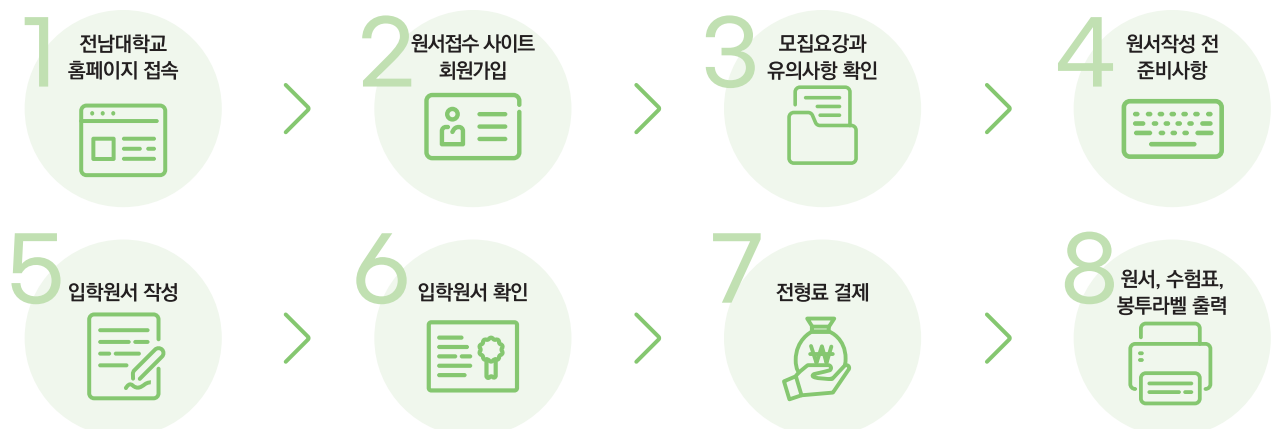 1
전남대학교
홈페이지 접속
2
원서접수 사이트
회원가입
3
모집요강과
유의사항 확인
4
원서작성 전
준비사항
5
입학원서 작성
6
입학원서 확인
7
전형료 결제
₩
8
원서, 수험표,
봉투라벨 출력